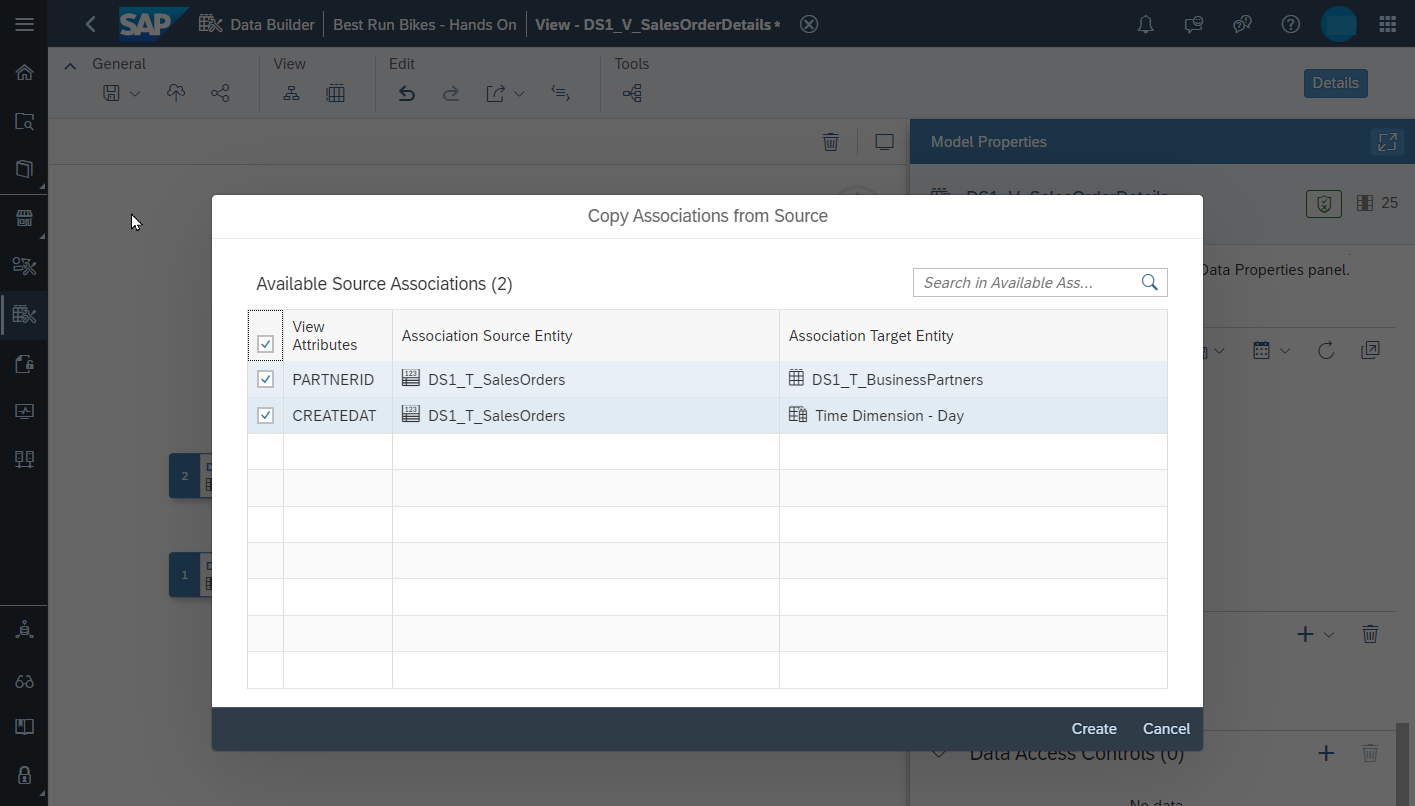 SAP Data Builder Best Run Bikes - Hands On View - DS1_V_SalesOrderDetails *
General View Edit Tools
Details
Model Properties
DS1_V_SalesOrderDetails
25
Data Properties panel.
Copy Associations from Source
Available Source Associations (2)
Search in Available Ass...
View
Attributes
Association Source Entity
Association Target Entity
PARTNERID 123 DS1_T_SalesOrders DS1_T_BusinessPartners
CREATEDAT 123 DS1_T_SalesOrders Time Dimension - Day
2
1
Create Cancel
Data Access Controls (0)
No data